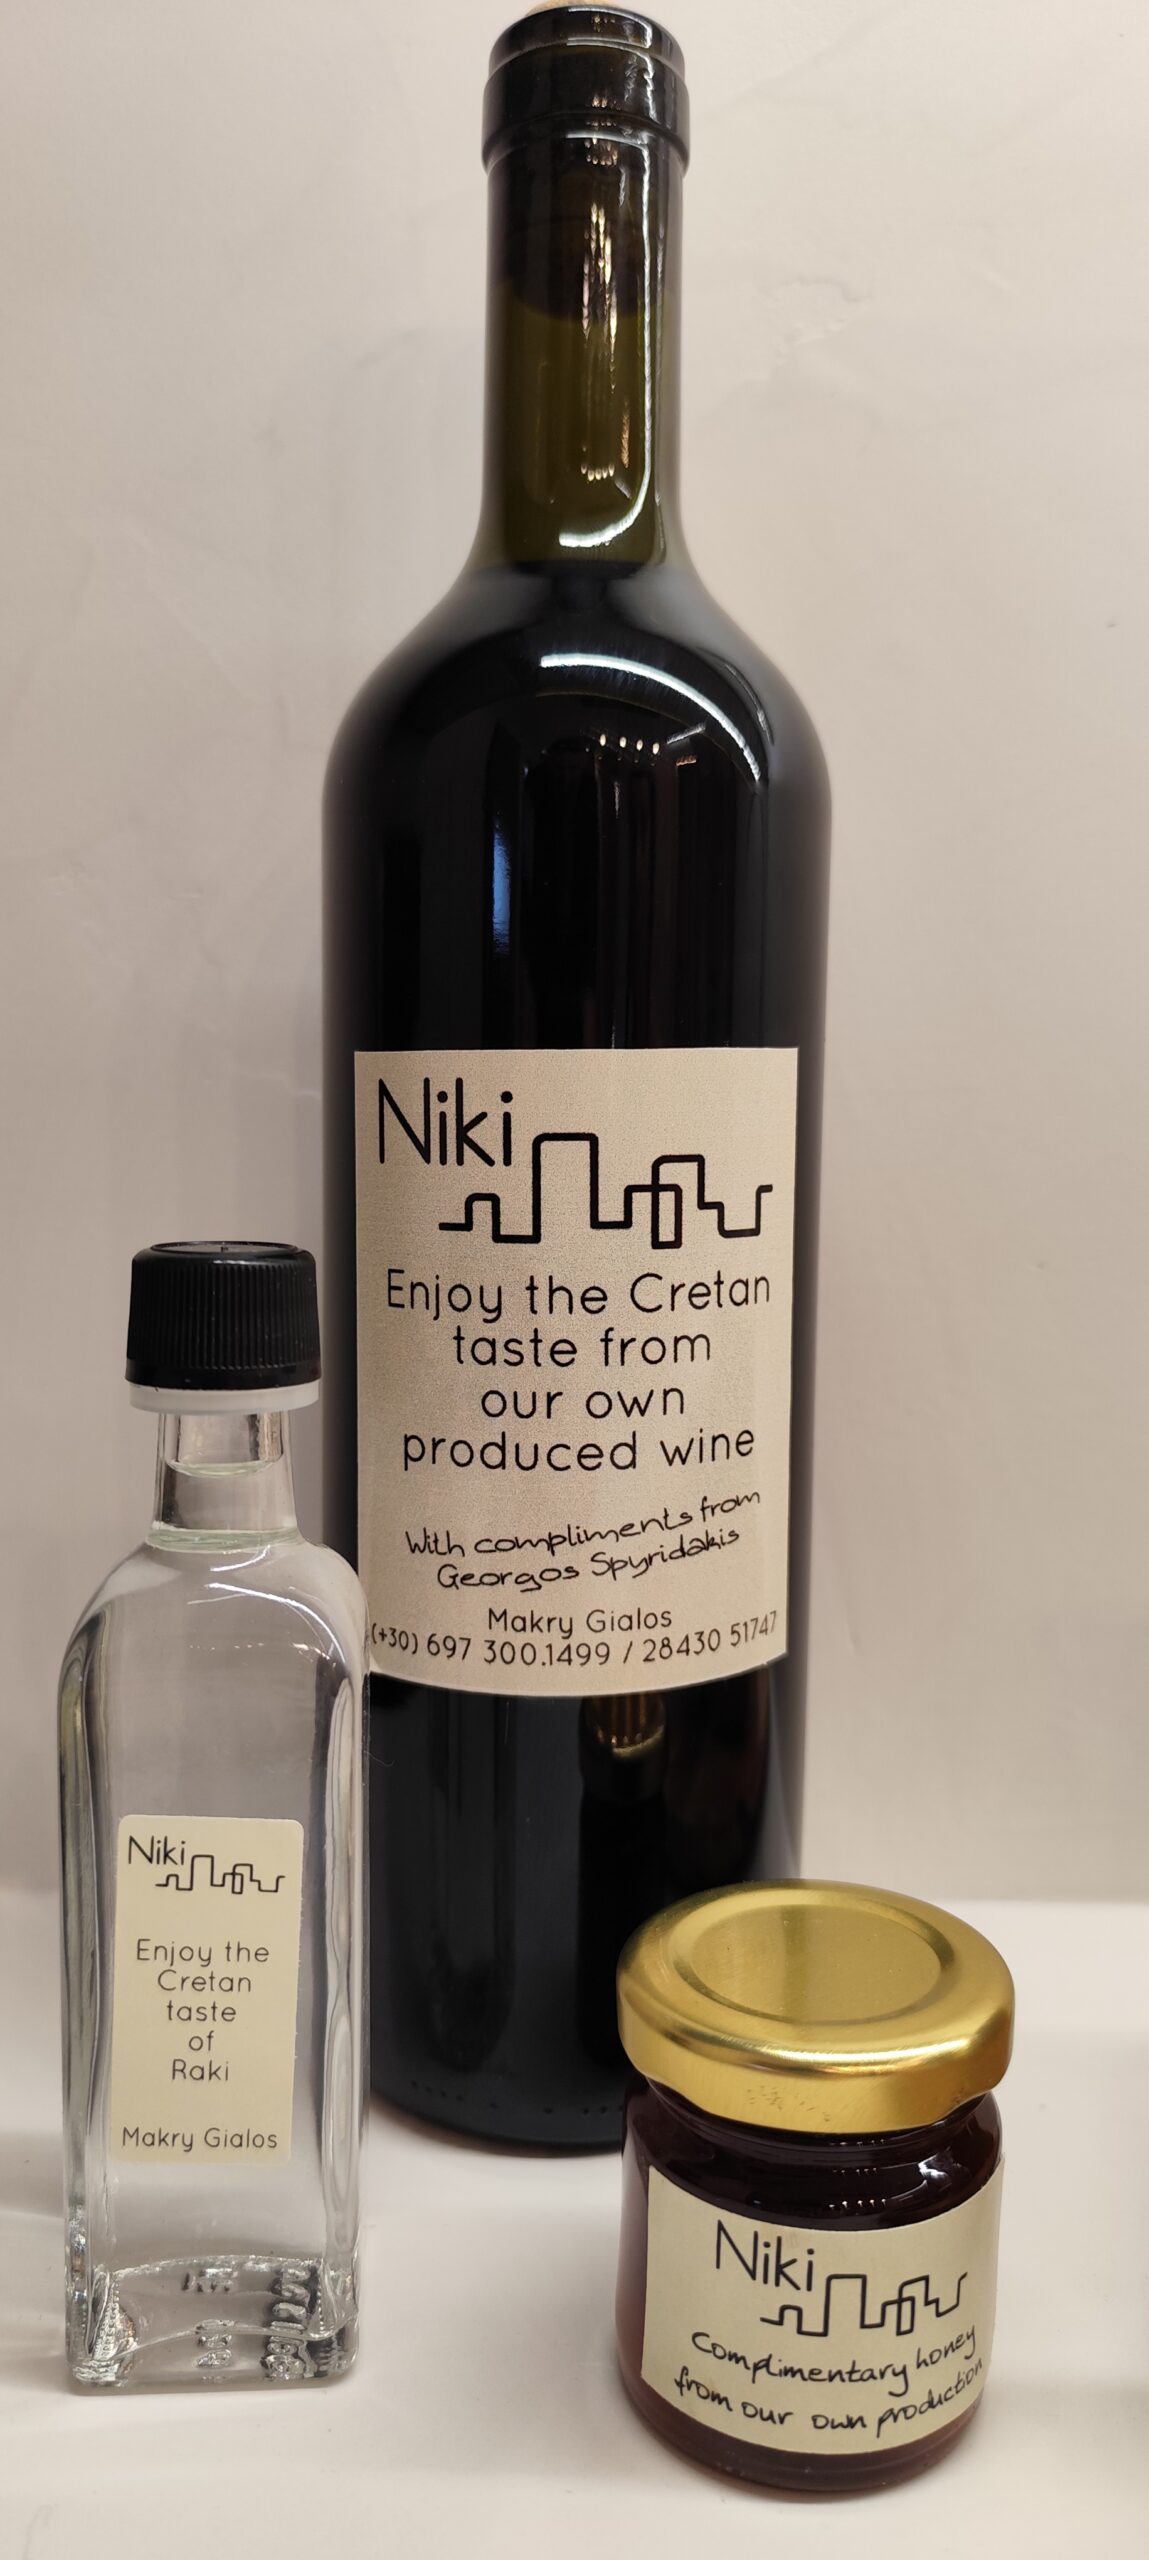 Niki
Enjoy the Cretan
taste from
our own
produced wine
With compliments from
Georgos Spyridakis
Makry Gialos
(+30) 697 300.1499 / 28430 51747
Niki
Enjoy the
Cretan
taste
of
Raki
Makry Gialos
Niki
Complimentary honey
from our own production